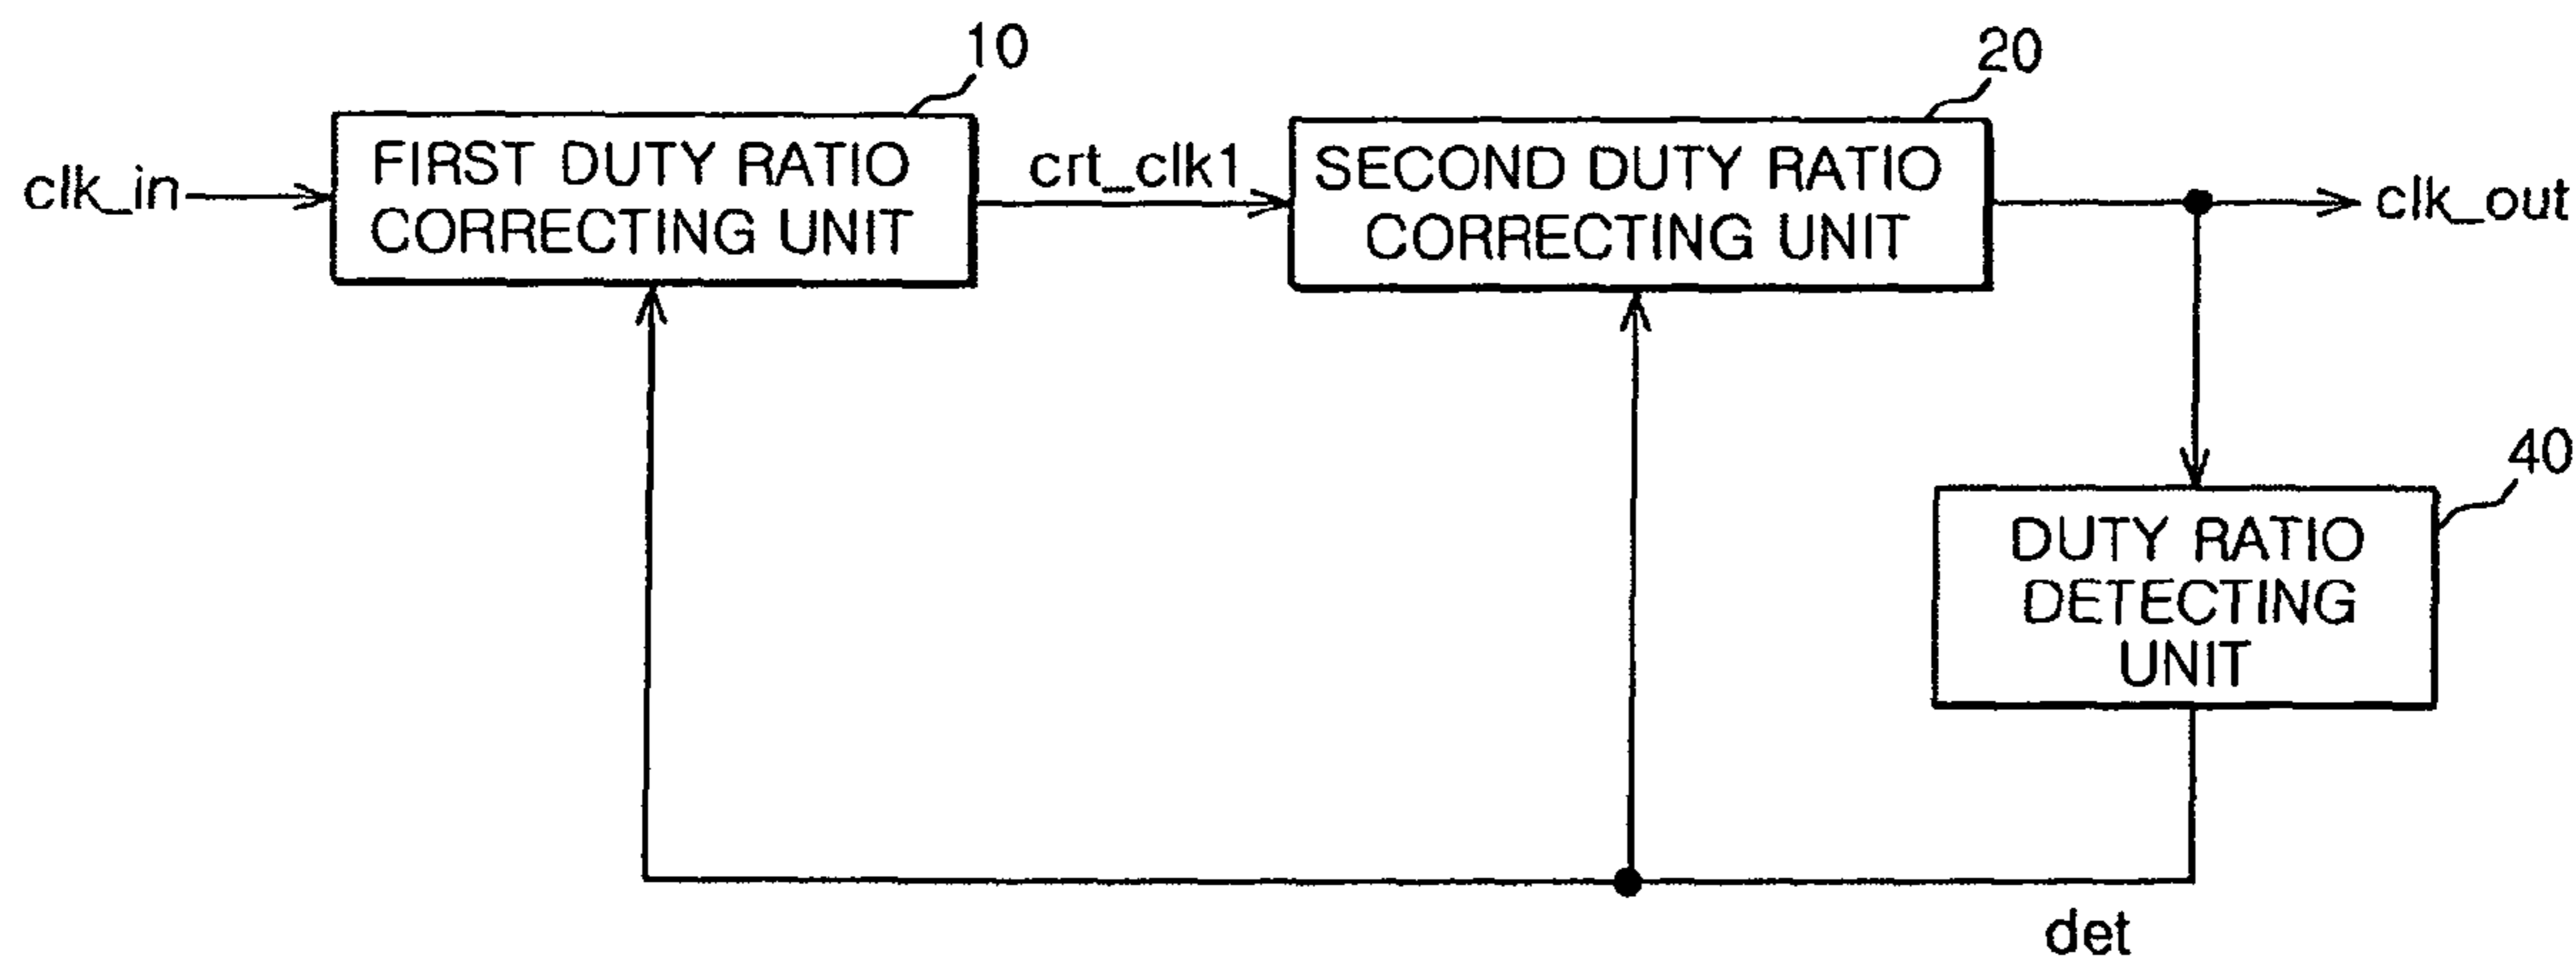 10
20
clk_in
FIRST DUTY RATIO
CORRECTING UNIT
crt_clk1
SECOND DUTY RATIO
CORRECTING UNIT
clk_out
40
DUTY RATIO
DETECTING
UNIT
det